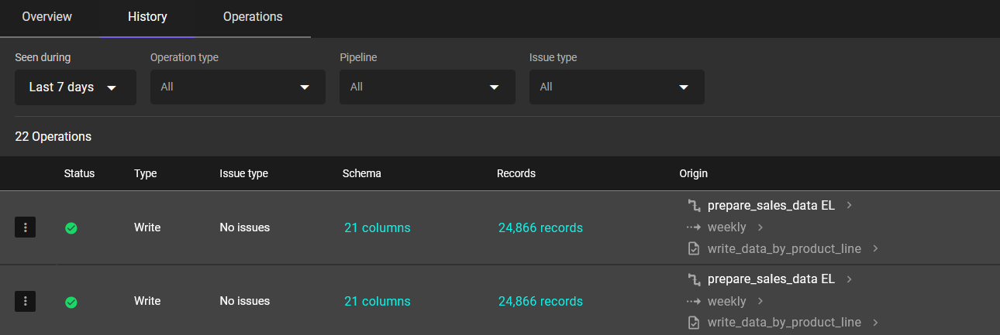 Overview History Operations
Seen during Operation type Pipeline Issue type
Last 7 days All All All
22 Operations
Status Type Issue type Schema Records Origin
prepare_sales_data EL
Write No issues 21 columns 24,866 records weekly
write_data_by_product_line
prepare_sales_data EL
Write No issues 21 columns 24,866 records weekly
write_data_by_product_line